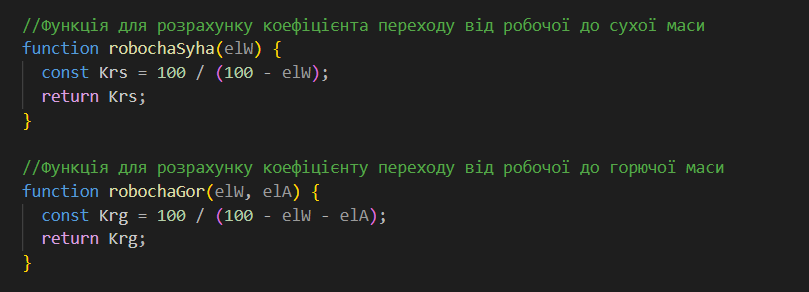 //Функція для розрахунку коефіцієнта переходу від робочої до сухої маси
function robochaSyha(elW) {
  const Krs = 100 / (100 - elW);
  return Krs;
}

//Функція для розрахунку коефіцієнту переходу від робочої до горючої маси
function robochaGor(elW, elA) {
  const Krg = 100 / (100 - elW - elA);
  return Krg;
}